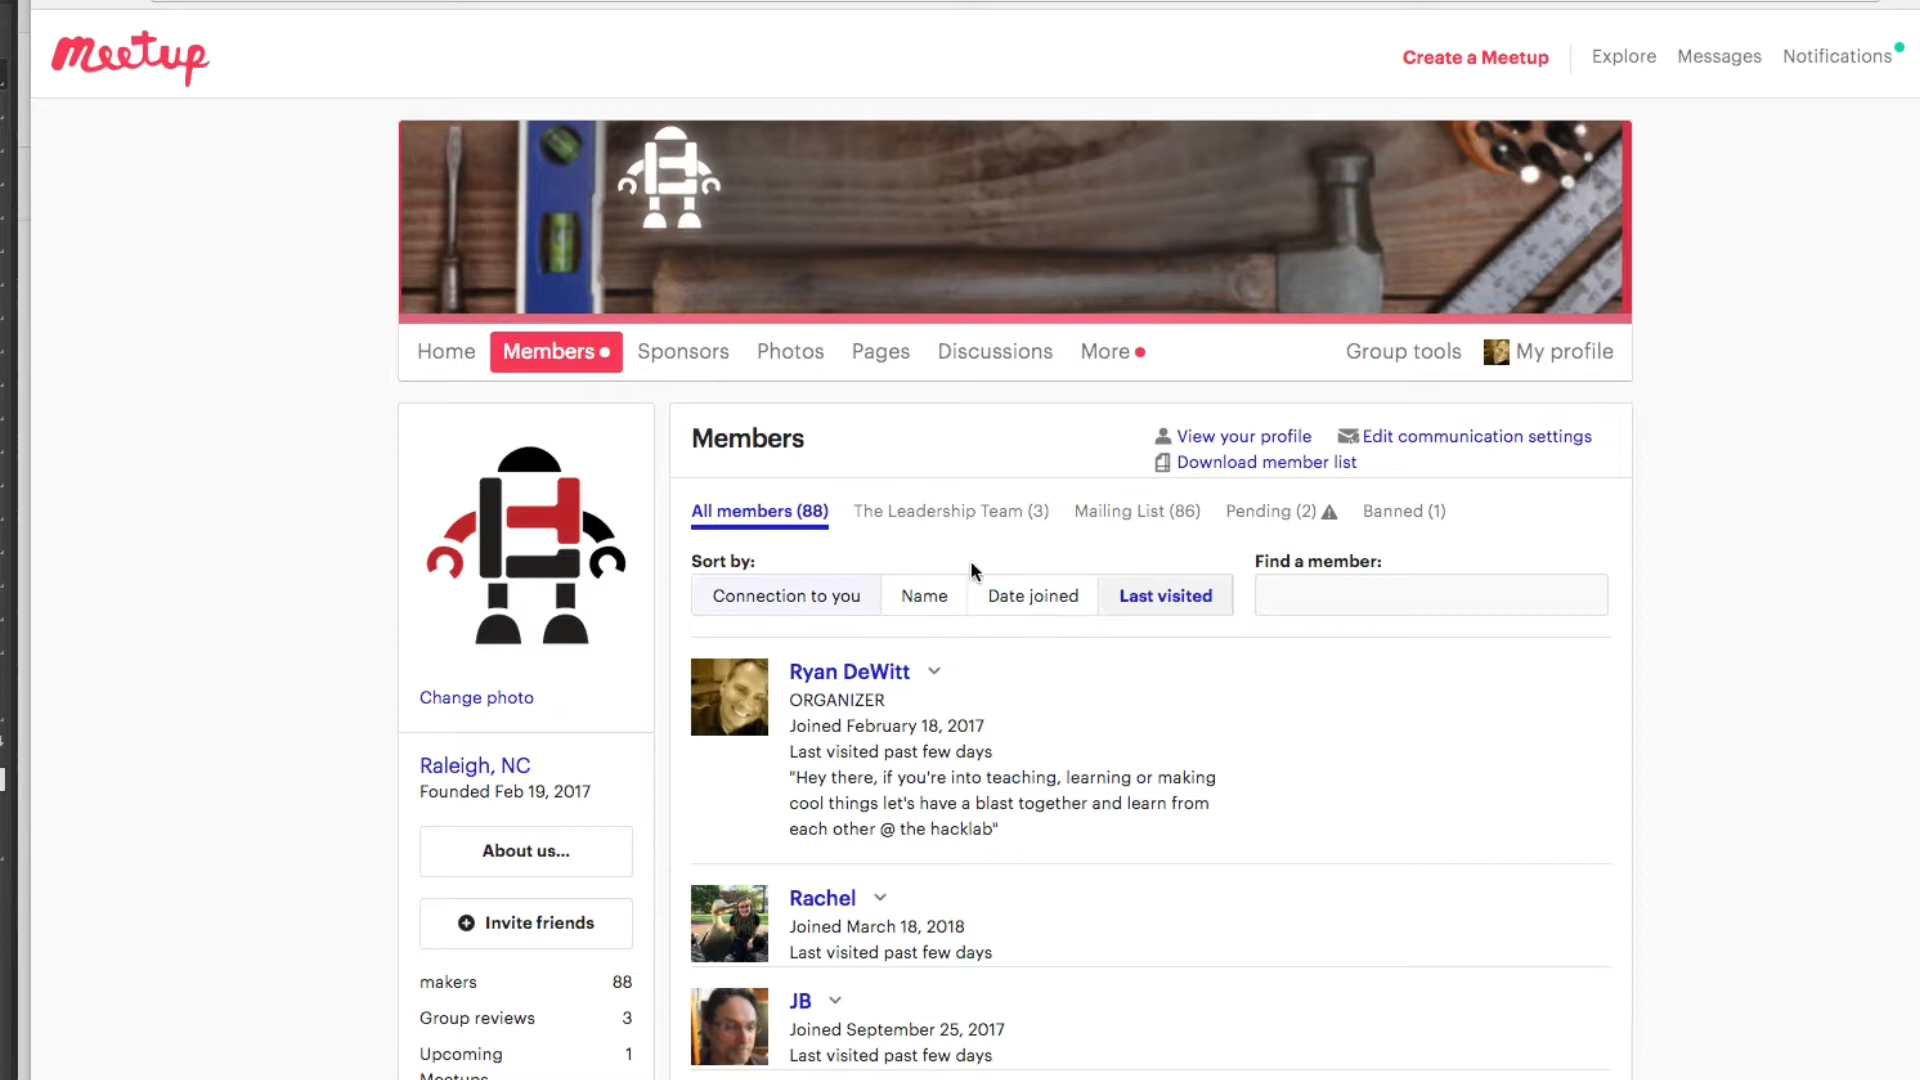 Meetup
Create a Meetup
Explore
Messages
Notifications
Home
Members
Sponsors
Photos
Pages
Discussions
More
Group tools
My profile
Change photo
Raleigh, NC
Founded Feb 19, 2017
About us...
Invite friends
makers 88
Group reviews 3
Upcoming 1
Meetups
Members
View your profile
Edit communication settings
Download member list
All members (88)
The Leadership Team (3)
Mailing List (86)
Pending (2)
Banned (1)
Sort by:
Connection to you
Name
Date joined
Last visited
Find a member:
Ryan DeWitt
ORGANIZER
Joined February 18, 2017
Last visited past few days
"Hey there, if you're into teaching, learning or making
cool things let's have a blast together and learn from
each other @ the hacklab"
Rachel
Joined March 18, 2018
Last visited past few days
JB
Joined September 25, 2017
Last visited past few days